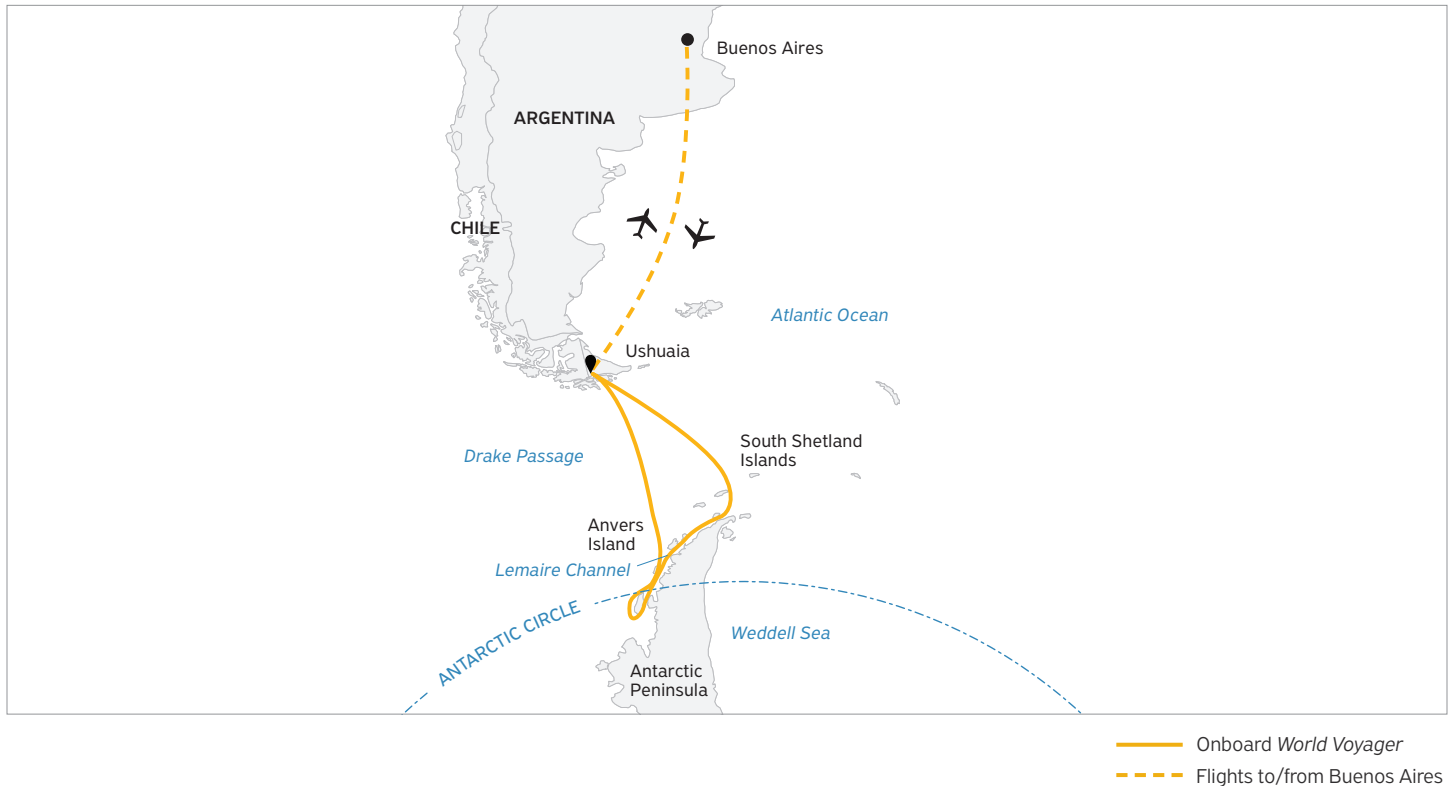 Buenos Aires
ARGENTINA
CHILE
Atlantic Ocean
Ushuaia
South Shetland
Islands
Drake Passage
Anvers
Island
Lemaire Channel
ANTARCTIC CIRCLE
Weddell Sea
Antarctic
Peninsula
Onboard World Voyager
Flights to/from Buenos Aires